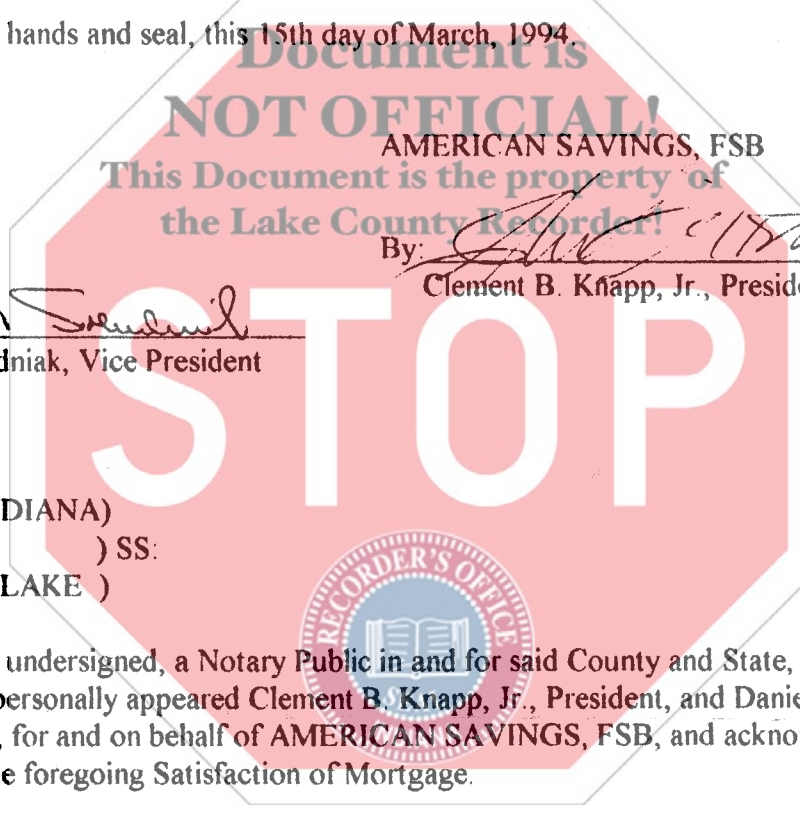 hands and seal, this 15th day of March, 1994.
Document is
NOT OFFICIAL!
AMERICAN SAVINGS, FSB
This Document is the property of
the Lake County Recorder!
By:
Clement B. Knapp, Jr., Preside
dniak, Vice President
STOP
DIANA)
) SS:
LAKE )
RECORDER'S OFFICE
undersigned, a Notary Public in and for said County and State,
personally appeared Clement B. Knapp, Jr., President, and Danie
, for and on behalf of AMERICAN SAVINGS, FSB, and ackno
e foregoing Satisfaction of Mortgage.